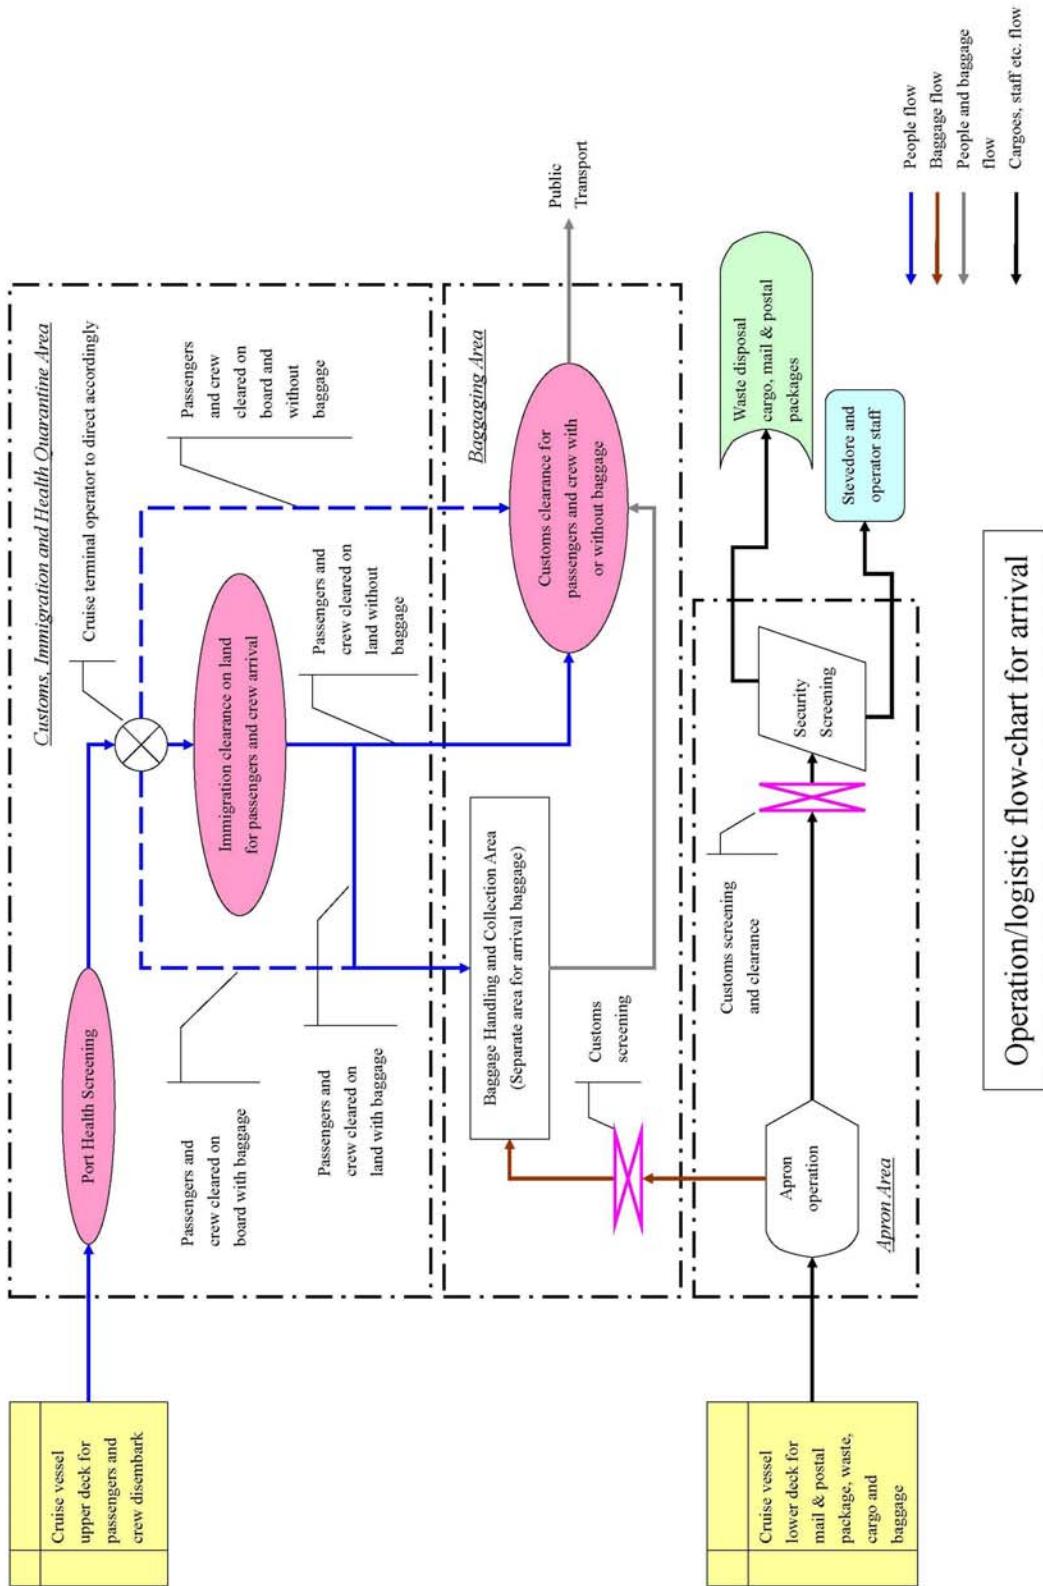 Customs, Immigration and Health Quarantine Area
Cruise vessel
upper deck for
passengers and
crew disembark
Port Health Screening
Cruise terminal operator to direct accordingly
Passengers and
crew cleared on
board with baggage
Immigration clearance on land
for passengers and crew arrival
Passengers
and crew
cleared on
board and
without
baggage
Passengers and
crew cleared on
land with baggage
Passengers and
crew cleared on
land without
baggage
Baggaging Area
Baggage Handling and Collection Area
(Separate area for arrival baggage)
Customs clearance for
passengers and crew with
or without baggage
Public
Transport
Customs
screening
Cruise vessel
lower deck for
mail & postal
package, waste,
cargo and
baggage
Apron
operation
Apron Area
Customs screening
and clearance
Security
Screening
Waste disposal
cargo, mail & postal
packages
Stevedore and
operator staff
People flow
Baggage flow
People and baggage
flow
Cargoes, staff etc. flow
Operation/logistic flow-chart for arrival